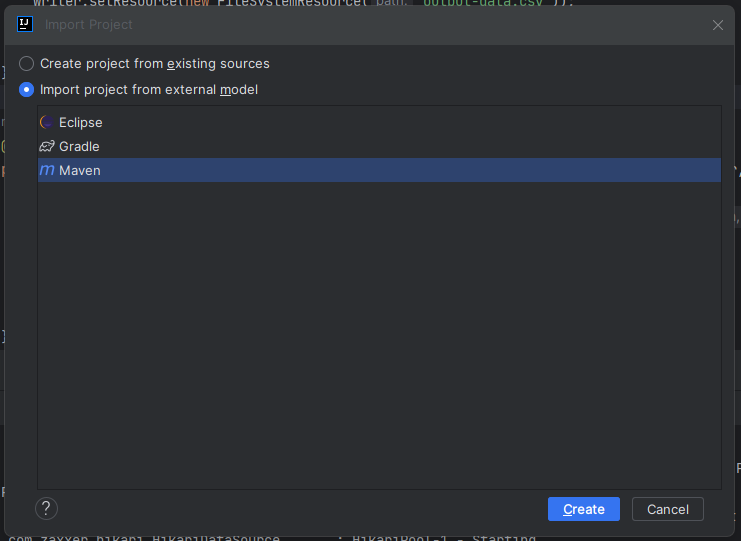 writer.setResource(new FileSystemResource( path: "output-data.csv"));
IJ
Import Project
Create project from existing sources
Import project from external model
Eclipse
Gradle
m Maven
?
Create
Cancel
com.zaxxer.hikari.HikariDataSource : HikariPool-1 - Starting